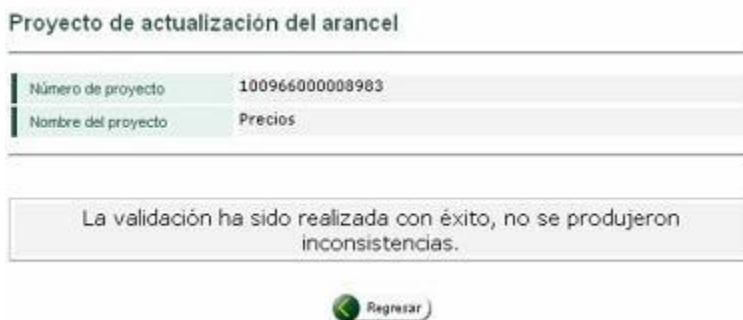 Proyecto de actualización del arancel
Número de proyecto 100966000008983
Nombre del proyecto Precios
La validación ha sido realizada con éxito, no se produjeron
inconsistencias.
Regresar